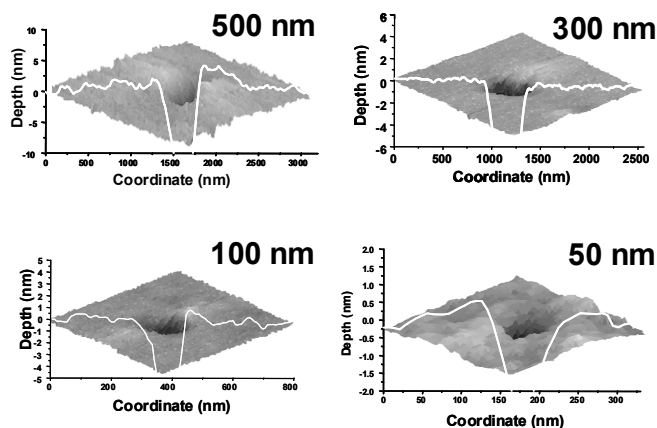 500 nm
10
5
0
-5
-10
Depth (nm)
0 500 1000 1500 2000 2500 3000
Coordinate (nm)
300 nm
6
4
2
0
-2
-4
-6
Depth (nm)
0 500 1000 1500 2000 2500
Coordinate (nm)
100 nm
5
4
3
2
1
0
-1
-2
-3
-4
-5
Depth (nm)
0 200 400 600 800
Coordinate (nm)
50 nm
2.0
1.5
1.0
0.5
0.0
-0.5
-1.0
-1.5
-2.0
Depth (nm)
0 50 100 150 200 250 300
Coordinate (nm)